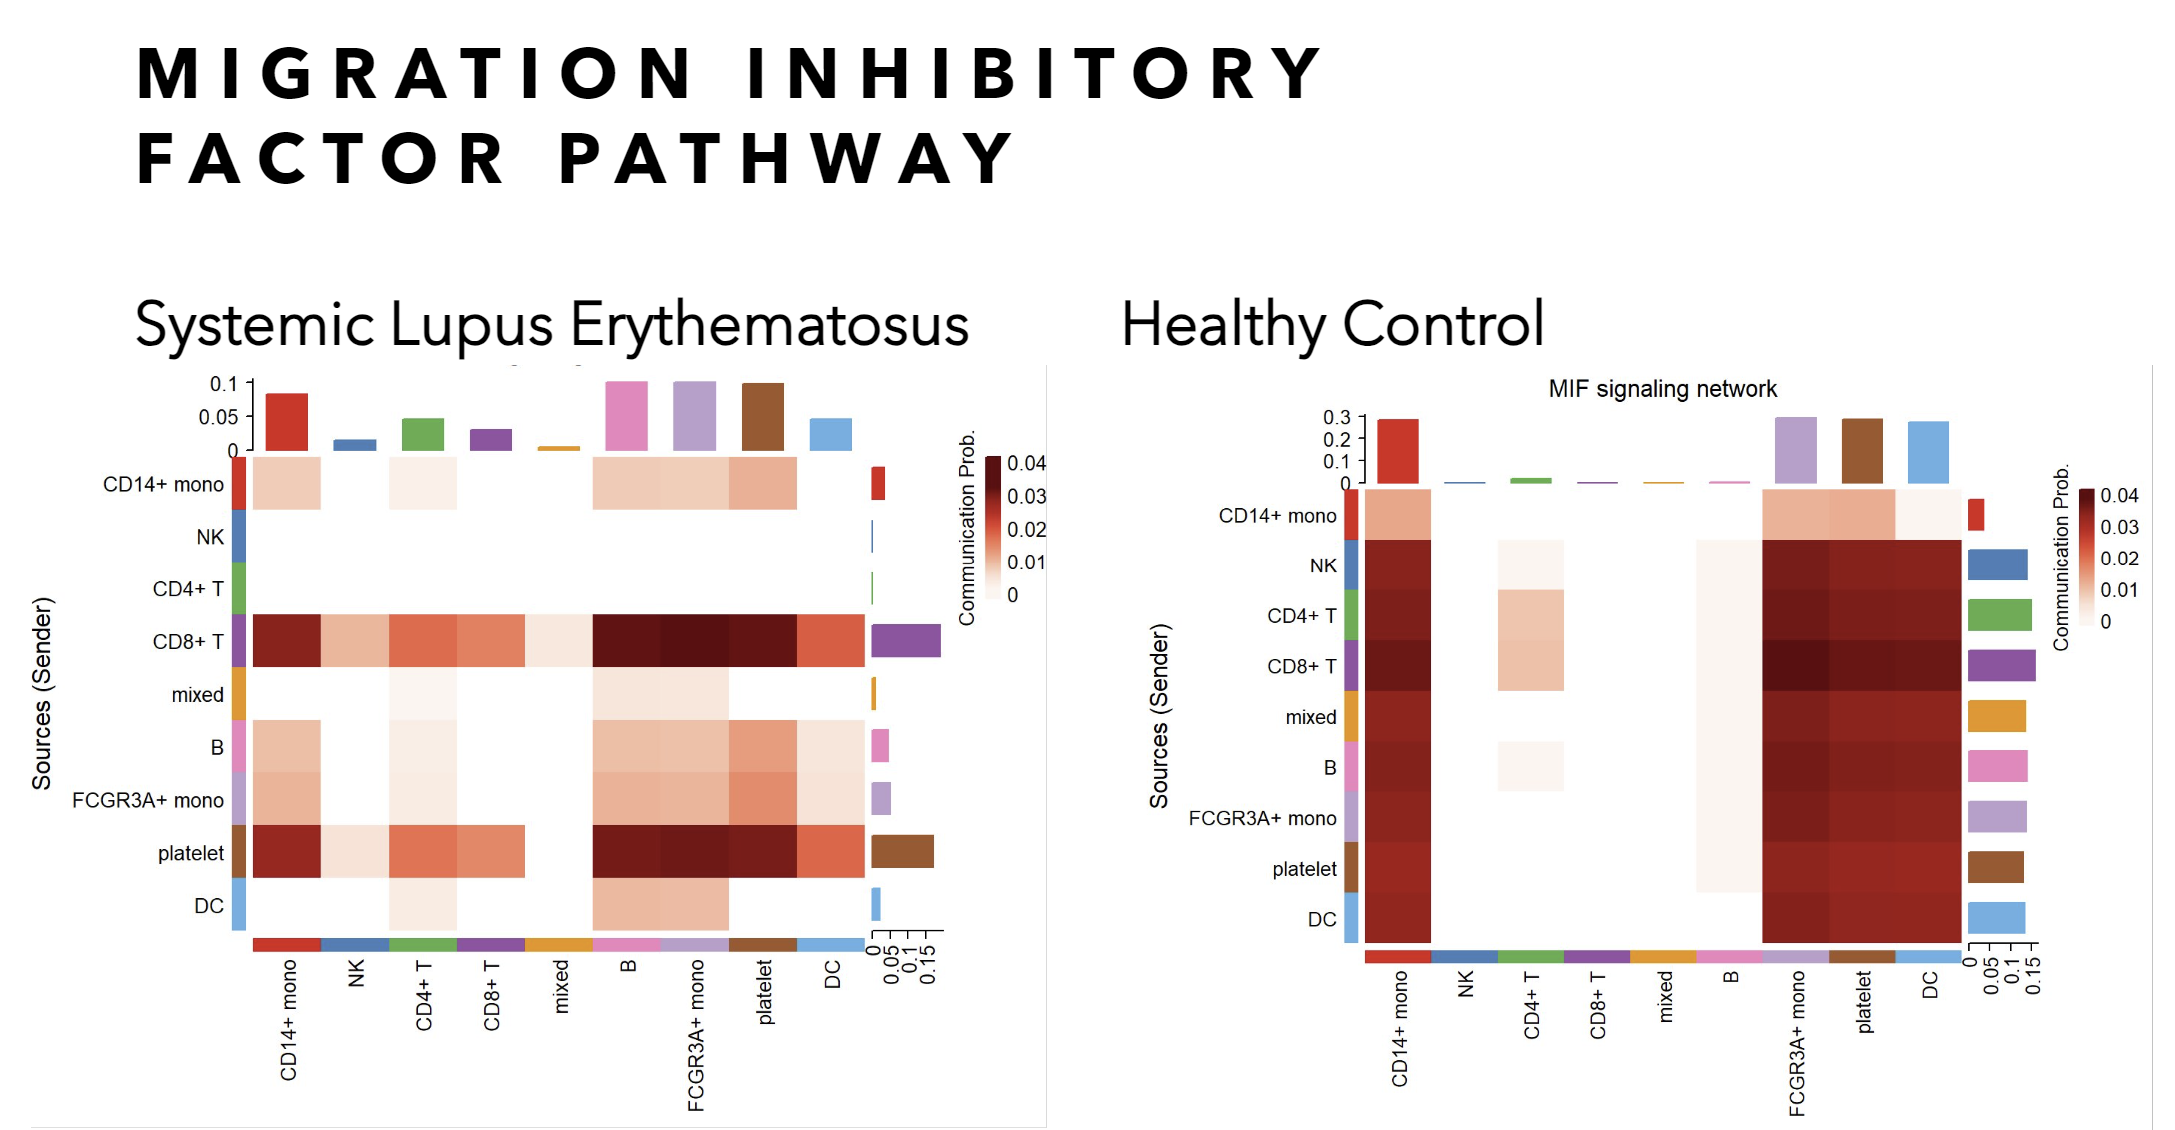 MIGRATION INHIBITORY
FACTOR PATHWAY
Systemic Lupus Erythematosus
0.1
0.05
0
CD14+ mono
NK
CD4+ T
CD8+ T
mixed
B
FCGR3A+ mono
platelet
DC
Sources (Sender)
CD14+ mono
NK
CD4+ T
CD8+ T
mixed
B
FCGR3A+ mono
platelet
DC
0
0.05
0.1
0.15
Communication Prob.
0.04
0.03
0.02
0.01
0
Healthy Control
MIF signaling network
0.3
0.2
0.1
0
CD14+ mono
NK
CD4+ T
CD8+ T
mixed
B
FCGR3A+ mono
platelet
DC
Sources (Sender)
CD14+ mono
NK
CD4+ T
CD8+ T
mixed
B
FCGR3A+ mono
platelet
DC
0
0.05
0.1
0.15
Communication Prob.
0.04
0.03
0.02
0.01
0